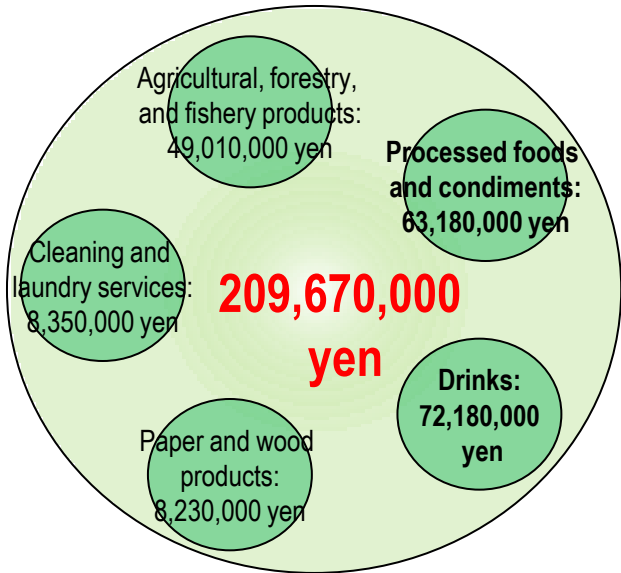 Agricultural, forestry,
and fishery products:
49,010,000 yen
Processed foods
and condiments:
63,180,000 yen
Cleaning and
laundry services:
8,350,000 yen
209,670,000
yen
Drinks:
72,180,000
yen
Paper and wood
products:
8,230,000 yen